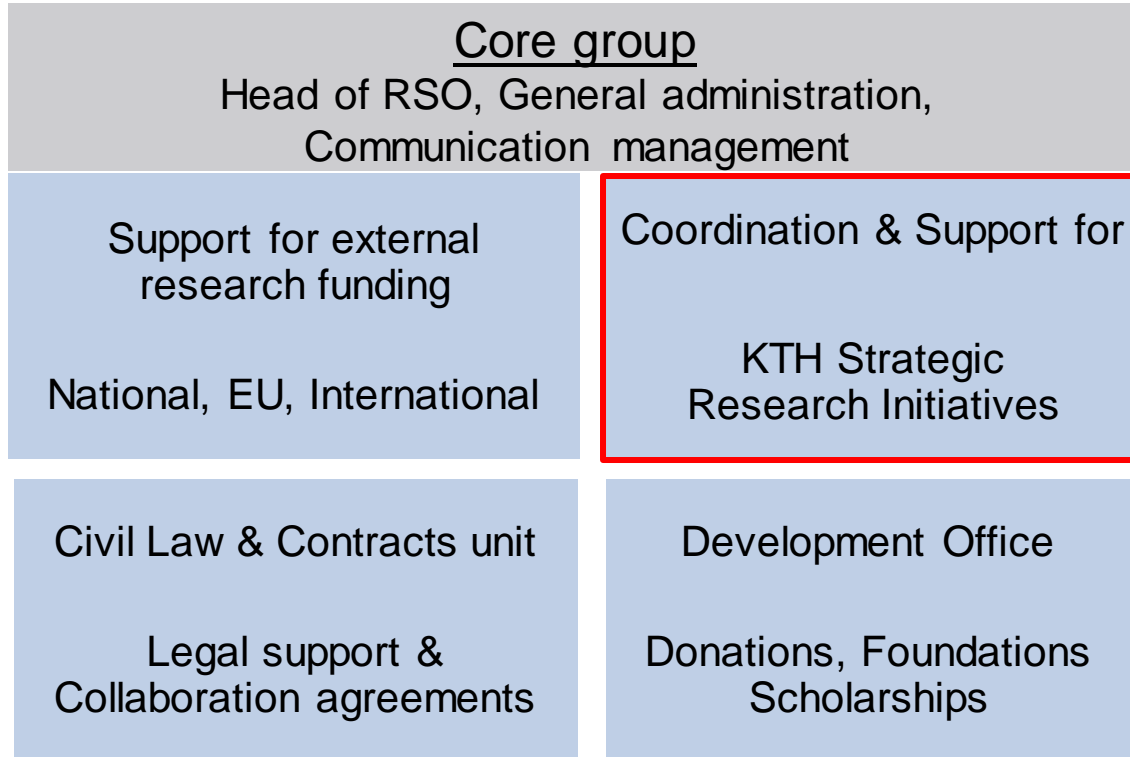 Core group
Head of RSO, General administration,
Communication management
Support for external
research funding
National, EU, International
Coordination & Support for
KTH Strategic
Research Initiatives
Civil Law & Contracts unit
Legal support &
Collaboration agreements
Development Office
Donations, Foundations
Scholarships